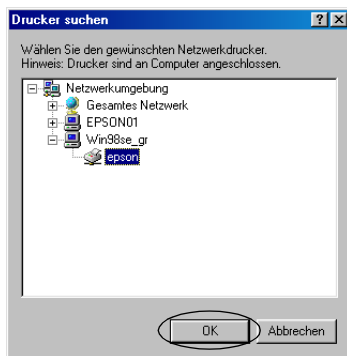 Drucker suchen
Wählen Sie den gewünschten Netzwerkdrucker.
Hinweis: Drucker sind an Computer angeschlossen.
Netzwerkumgebung
Gesamtes Netzwerk
EPSON01
Win98se_gr
epson
OK Abbrechen